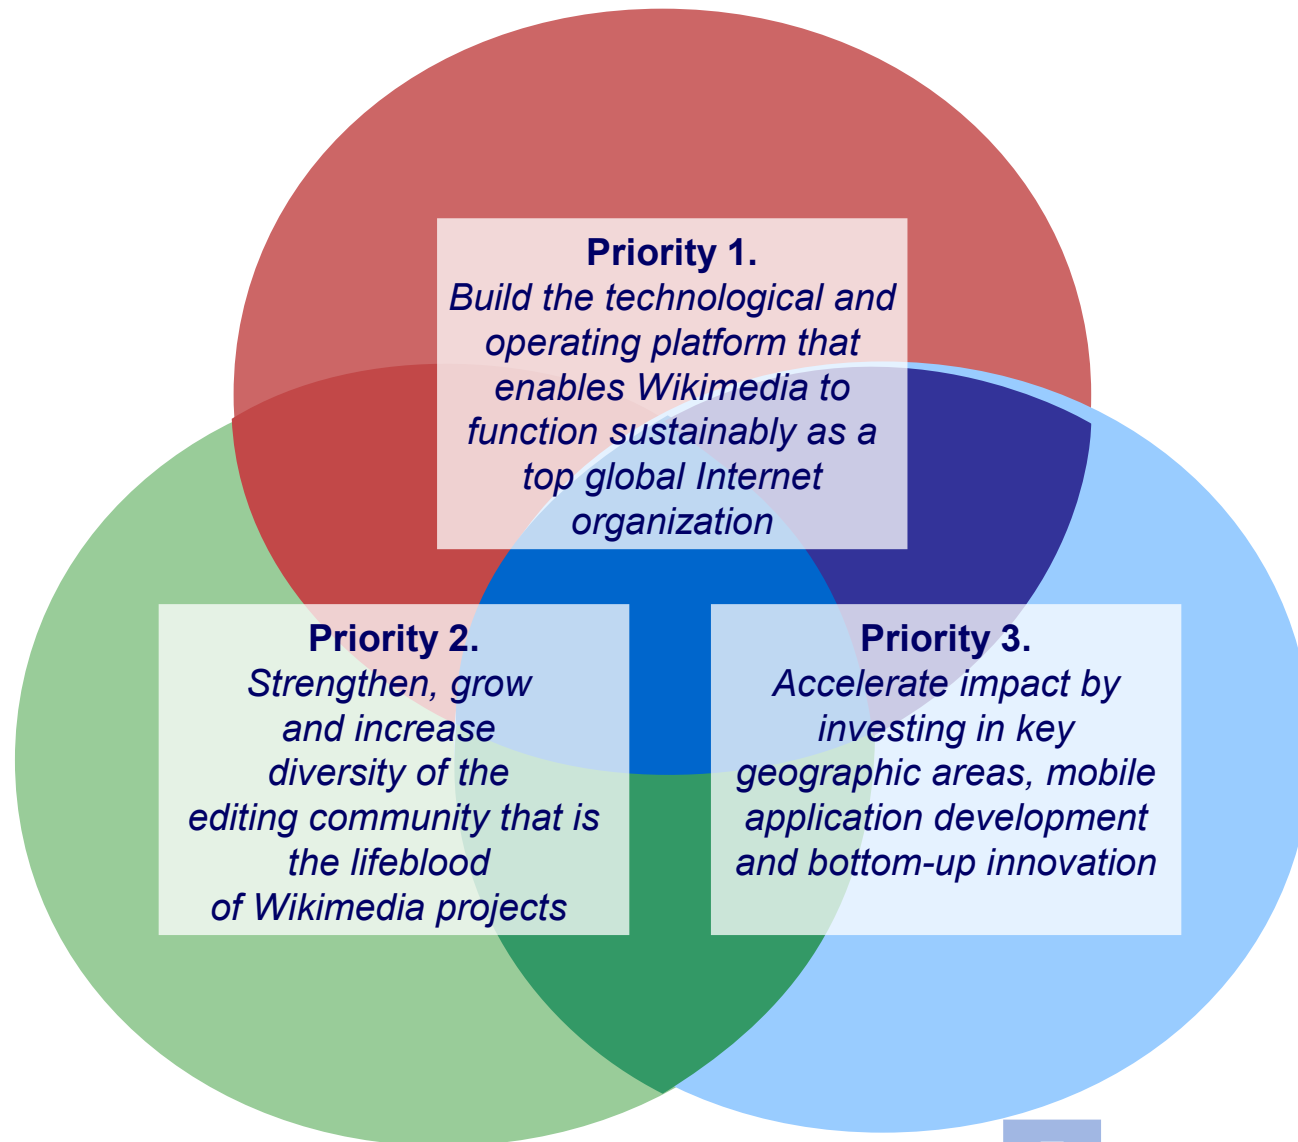 Priority 1.
Build the technological and
operating platform that
enables Wikimedia to
function sustainably as a
top global Internet
organization
Priority 2.
Strengthen, grow
and increase
diversity of the
editing community that is
the lifeblood
of Wikimedia projects
Priority 3.
Accelerate impact by
investing in key
geographic areas, mobile
application development
and bottom-up innovation